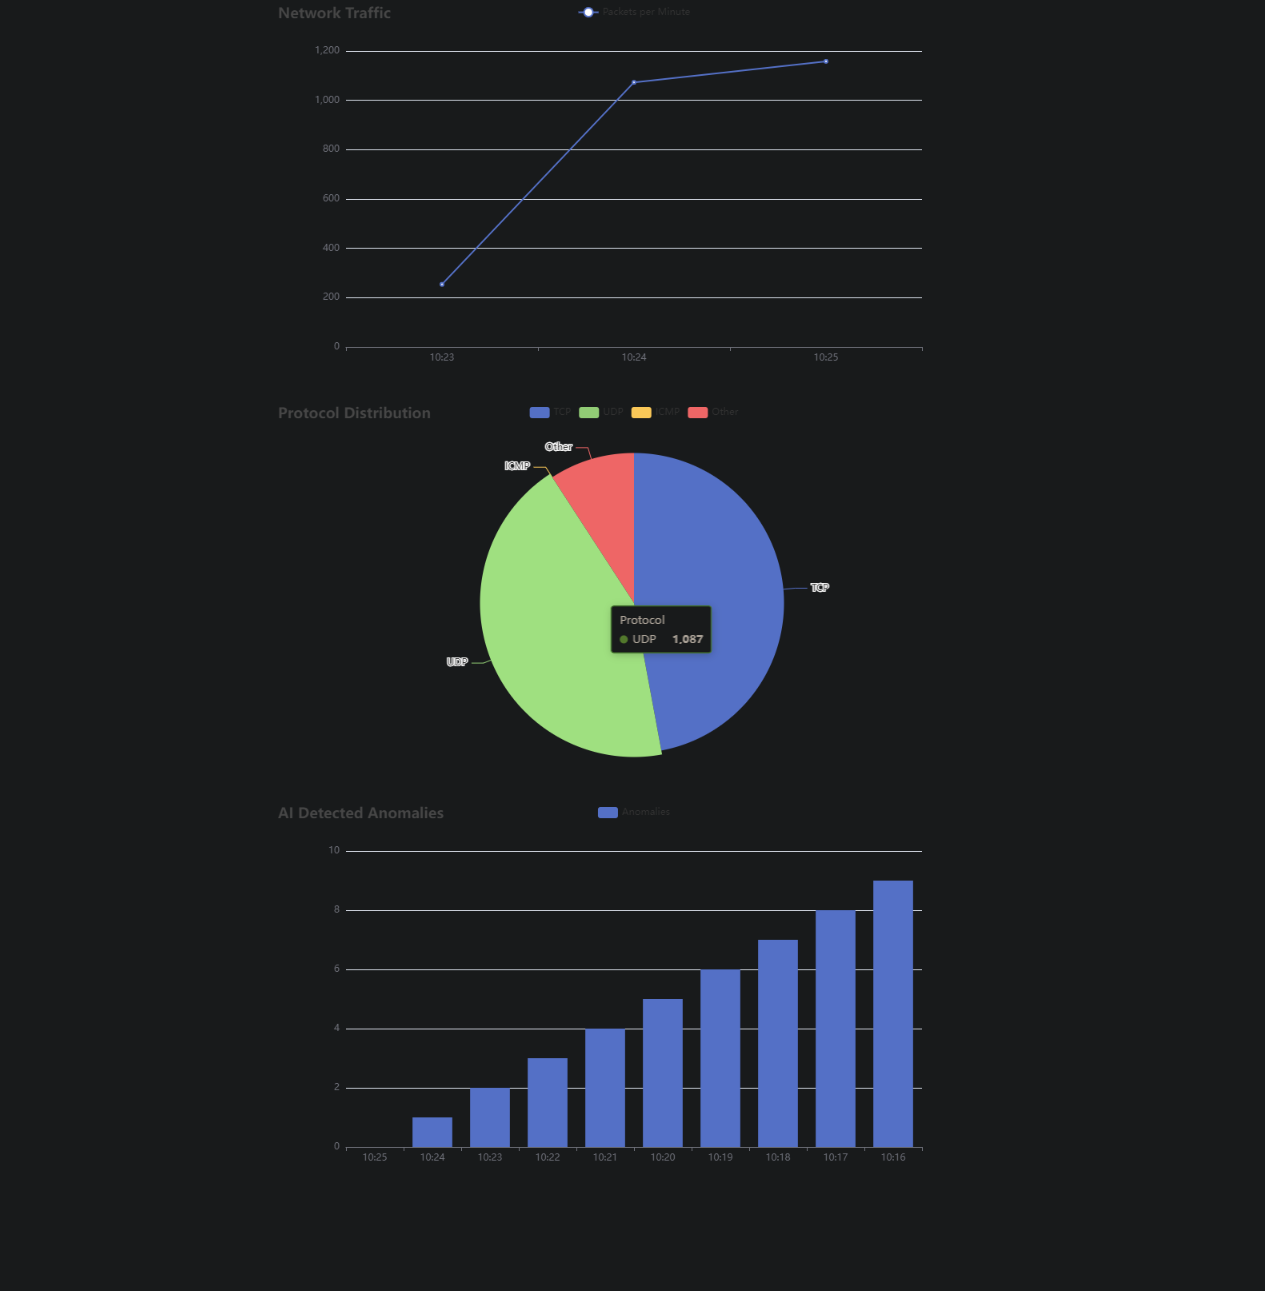 Network Traffic
Packets per Minute
1,200
1,000
800
600
400
200
0
10:23 10:24 10:25
Protocol Distribution
TCP UDP ICMP Other
Other
ICMP
TCP
Protocol
UDP 1,087
UDP
AI Detected Anomalies
Anomalies
10
8
6
4
2
0
10:25 10:24 10:23 10:22 10:21 10:20 10:19 10:18 10:17 10:16